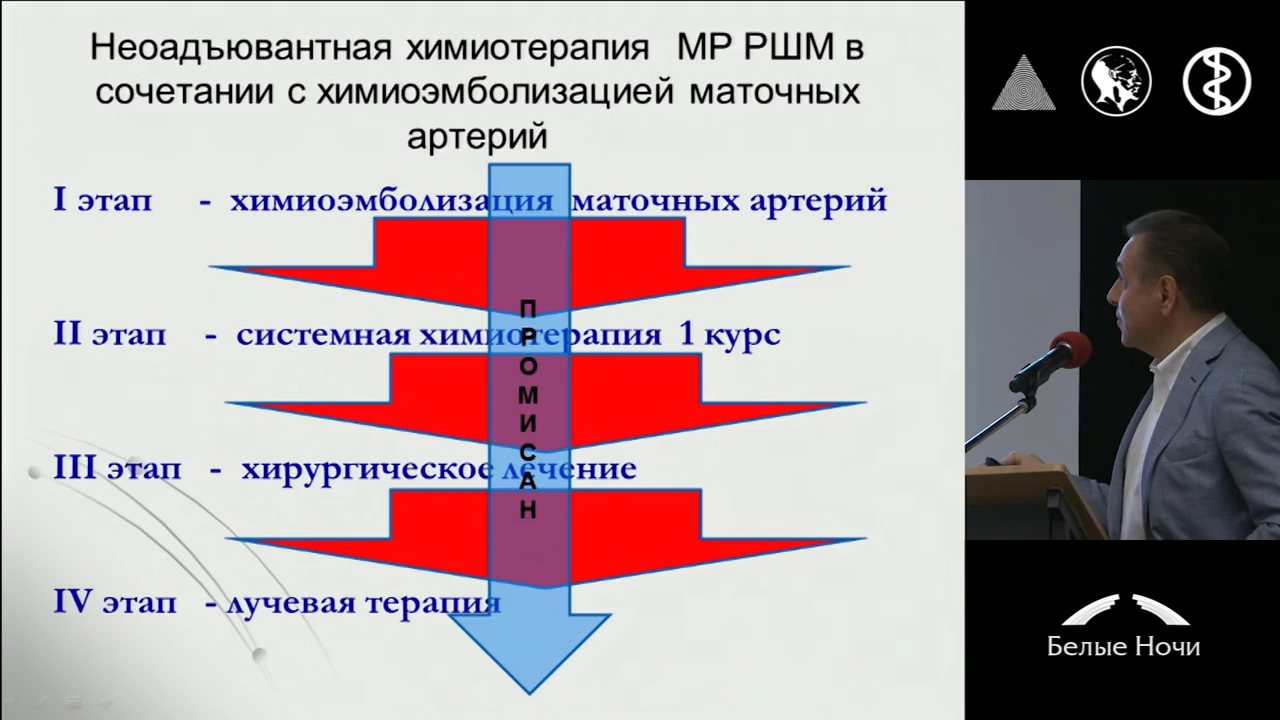 Неоадъювантная химиотерапия МР РШМ в
сочетании с химиоэмболизацией маточных
артерий
I этап - химиоэмболизация маточных артерий
II этап - системная химиотерапия 1 курс
III этап - хирургическое лечение
IV этап - лучевая терапия
П
Р
О
М
И
С
А
Н
Белые Ночи